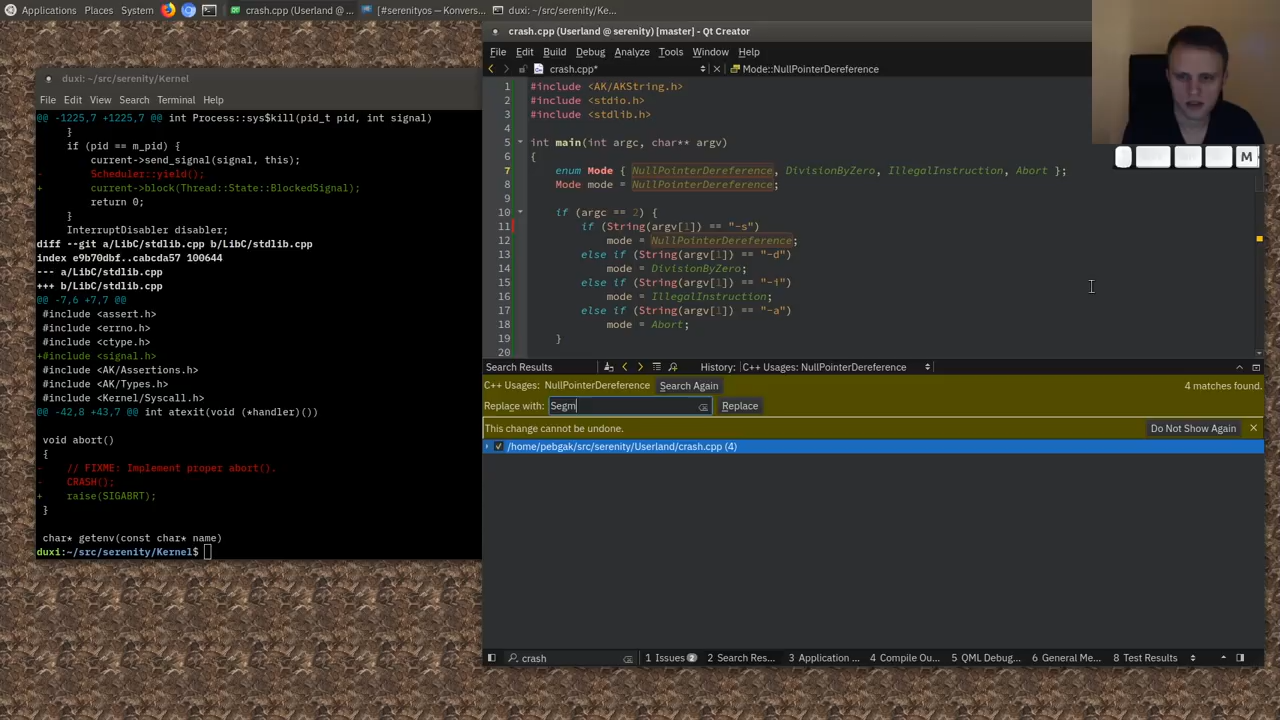 Applications Places System crash.cpp (Userland @ ... [#serenityos - Konvers... duxi: ~/src/serenity/Ke...
duxi: ~/src/serenity/Kernel
File Edit View Search Terminal Help
@@ -1225,7 +1225,7 @@ int Process::sys$kill(pid_t pid, int signal)
}
if (pid == m_pid) {
current->send_signal(signal, this);
- Scheduler::yield();
+ current->block(Thread::State::BlockedSignal);
return 0;
}
InterruptDisabler disabler;
diff --git a/LibC/stdlib.cpp b/LibC/stdlib.cpp
index e9b70dbf..cabcda57 100644
--- a/LibC/stdlib.cpp
+++ b/LibC/stdlib.cpp
@@ -7,6 +7,7 @@
#include <assert.h>
#include <errno.h>
#include <ctype.h>
+#include <signal.h>
#include <AK/Assertions.h>
#include <AK/Types.h>
#include <Kernel/Syscall.h>
@@ -42,8 +43,7 @@ int atexit(void (*handler)())
void abort()
{
- // FIXME: Implement proper abort().
- CRASH();
+ raise(SIGABRT);
}
char* getenv(const char* name)
duxi:~/src/serenity/Kernel$
crash.cpp (Userland @ serenity) [master] - Qt Creator
File Edit Build Debug Analyze Tools Window Help
crash.cpp* Mode::NullPointerDereference
1 #include <AK/AKString.h>
2 #include <stdio.h>
3 #include <stdlib.h>
4
5 int main(int argc, char** argv)
6 {
7 enum Mode { NullPointerDereference, DivisionByZero, IllegalInstruction, Abort };
8 Mode mode = NullPointerDereference;
9
10 if (argc == 2) {
11 if (String(argv[1]) == "-s")
12 mode = NullPointerDereference;
13 else if (String(argv[1]) == "-d")
14 mode = DivisionByZero;
15 else if (String(argv[1]) == "-i")
16 mode = IllegalInstruction;
17 else if (String(argv[1]) == "-a")
18 mode = Abort;
19 }
20
M
Search Results History: C++ Usages: NullPointerDereference
C++ Usages: NullPointerDereference Search Again 4 matches found.
Replace with: Segm Replace
This change cannot be undone. Do Not Show Again
/home/pebgak/src/serenity/Userland/crash.cpp (4)
crash 1 Issues 2 2 Search Res... 3 Application ... 4 Compile Ou... 5 QML Debug... 6 General Me... 8 Test Results